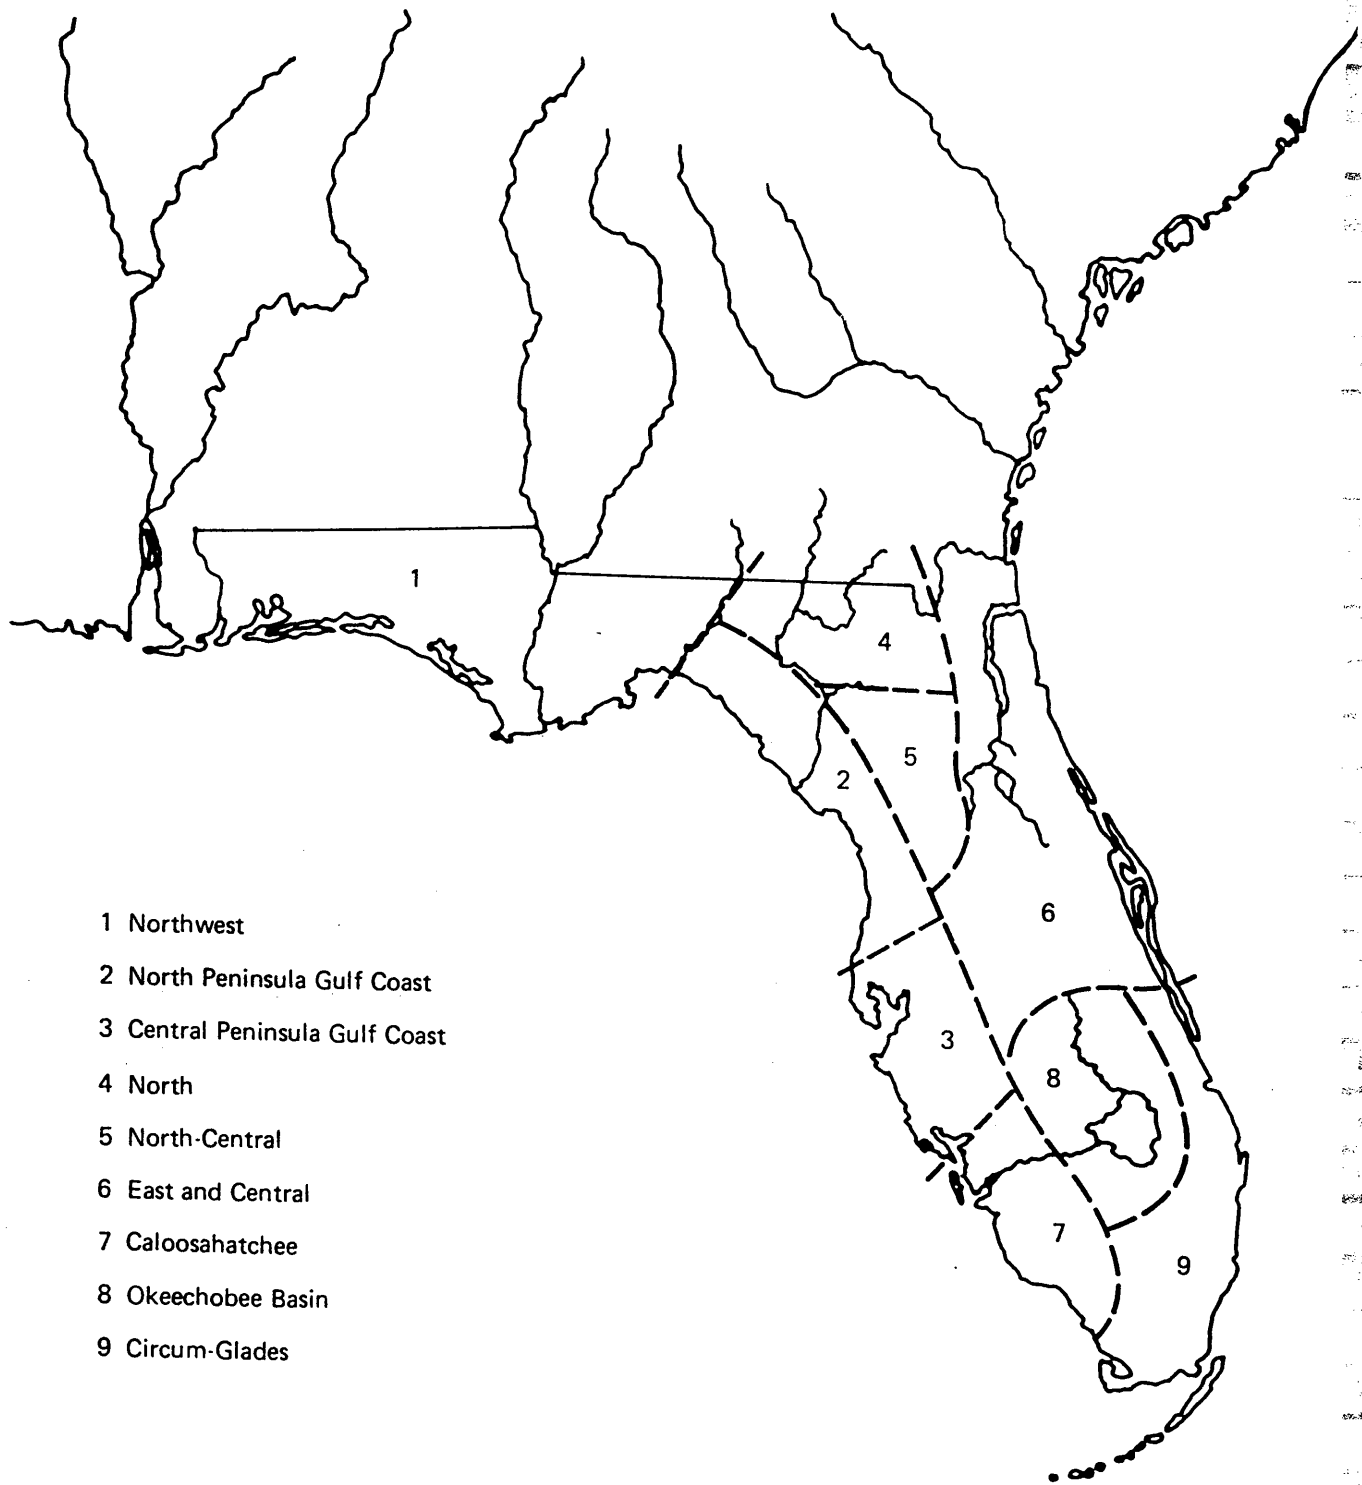 1
4
5
2
6
3
8
7
9
1 Northwest
2 North Peninsula Gulf Coast
3 Central Peninsula Gulf Coast
4 North
5 North-Central
6 East and Central
7 Caloosahatchee
8 Okeechobee Basin
9 Circum-Glades